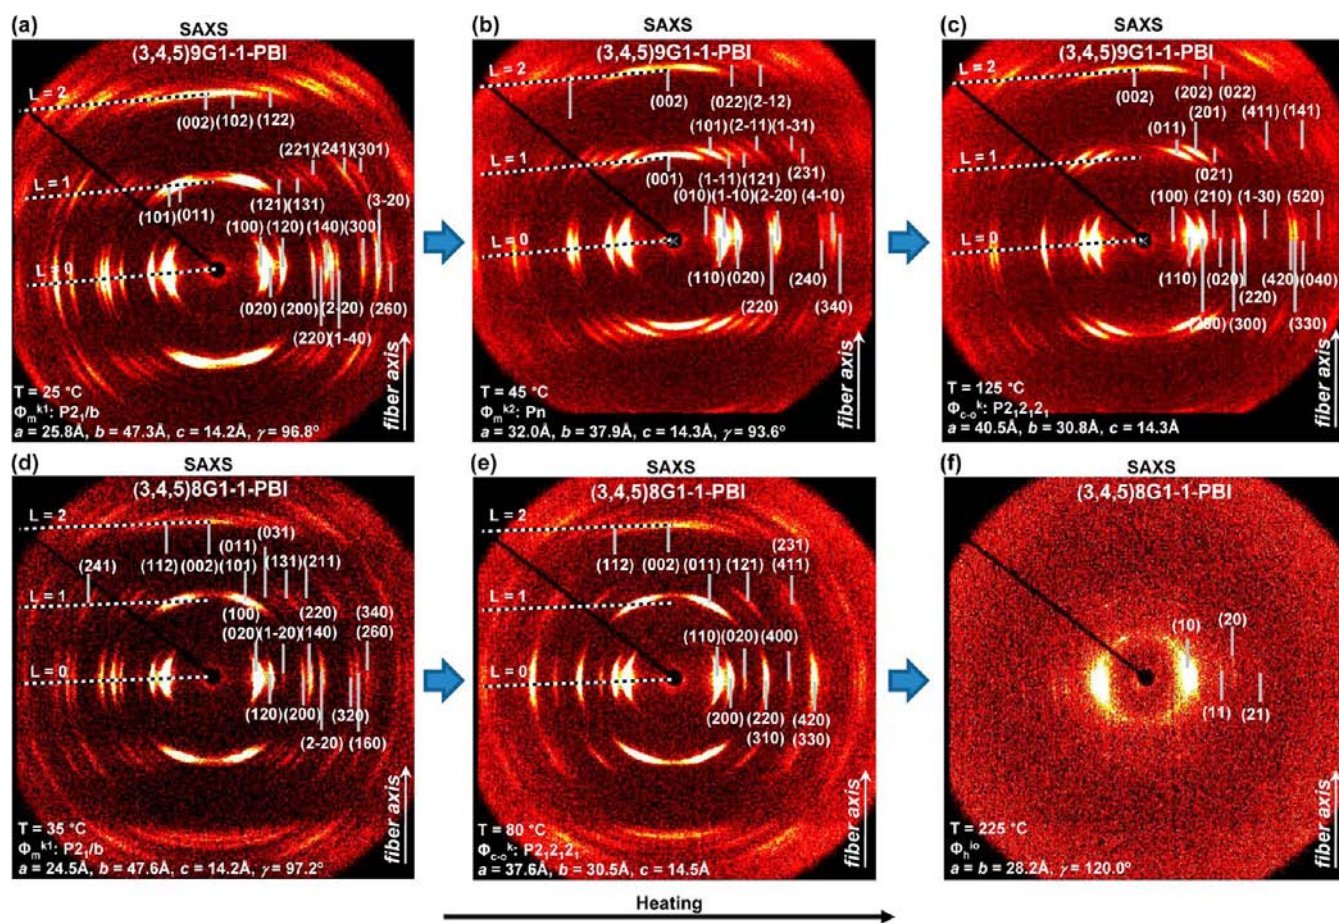 (a) SAXS
(3,4,5)9G1-1-PBI
L = 2
(002) (102) (122)
(221)(241)(301)
L = 1
(101) (011)
(121)(131)
(3-20)
(100) (120) (140) (300)
L = 0
(020) (200) (2-20) (260)
(220)(1-40)
T = 25 °C
Φm k1: P2₁/b
a = 25.8Å, b = 47.3Å, c = 14.2Å, γ = 96.8°
fiber axis
(b) SAXS
(3,4,5)9G1-1-PBI
L = 2
(002)
(022)(2-12)
(101) (2-11)(1-31)
L = 1
(001)
(1-11)(121)
(231)
(010)(1-10)(2-20) (4-10)
L = 0
(110)(020)
(240)
(220)
(340)
T = 45 °C
Φm k2: Pn
a = 32.0Å, b = 37.9Å, c = 14.3Å, γ = 93.6°
fiber axis
(c) SAXS
(3,4,5)9G1-1-PBI
L = 2
(002)
(202) (022)
(201)
(411) (141)
(011)
L = 1
(021)
(100) (210) (1-30) (520)
L = 0
(110) (020) (420)(040)
(220)
(300) (330)
T = 125 °C
Φc-o k: P2₁2₁2₁
a = 40.5Å, b = 30.8Å, c = 14.3Å
fiber axis
(d) SAXS
(3,4,5)8G1-1-PBI
L = 2
(031)
(011)
(241) (112) (002) (101) (131) (211)
L = 1
(100) (220) (340)
(020)(1-20)(140) (260)
L = 0
(120) (200) (320)
(2-20) (160)
T = 35 °C
Φm k1: P2₁/b
a = 24.5Å, b = 47.6Å, c = 14.2Å, γ = 97.2°
fiber axis
(e) SAXS
(3,4,5)8G1-1-PBI
L = 2
(231)
(112) (002) (011) (121) (411)
L = 1
(110)(020)(400)
L = 0
(200) (220) (420)
(310) (330)
T = 80 °C
Φc-o k: P2₁2₁2₁
a = 37.6Å, b = 30.5Å, c = 14.5Å
fiber axis
(f) SAXS
(3,4,5)8G1-1-PBI
(20)
(10)
(11) (21)
T = 225 °C
Φh io
a = b = 28.2Å, γ = 120.0°
fiber axis
Heating